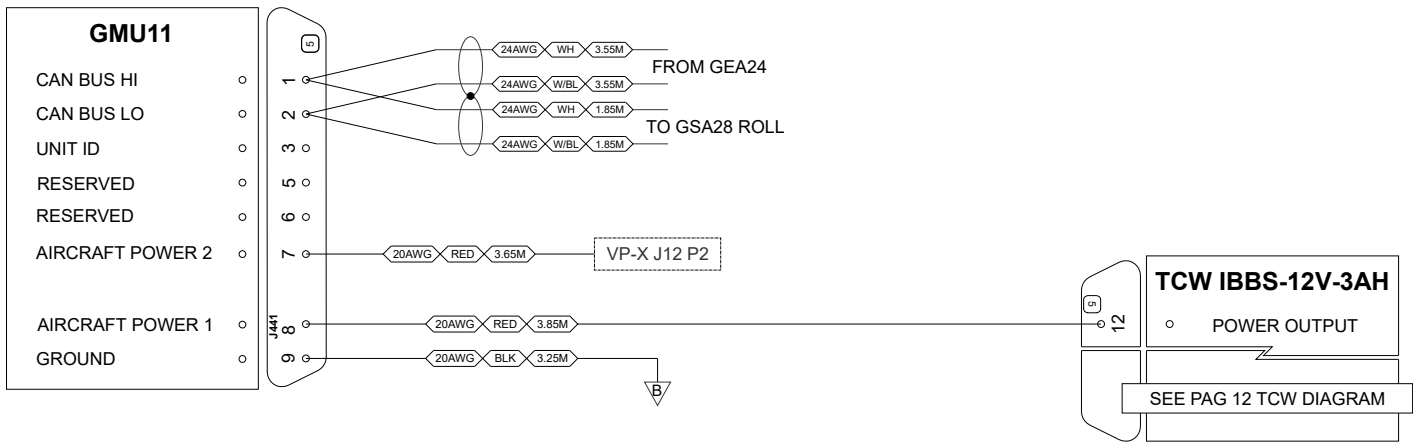 GMU11
CAN BUS HI
CAN BUS LO
UNIT ID
RESERVED
RESERVED
AIRCRAFT POWER 2
AIRCRAFT POWER 1
GROUND
5
1
2
3
5
6
7
8
9
J441
24AWG WH 3.55M
24AWG W/BL 3.55M
FROM GEA24
24AWG WH 1.85M
24AWG W/BL 1.85M
TO GSA28 ROLL
20AWG RED 3.65M
VP-X J12 P2
20AWG RED 3.85M
20AWG BLK 3.25M
B
5
12
TCW IBBS-12V-3AH
POWER OUTPUT
SEE PAG 12 TCW DIAGRAM